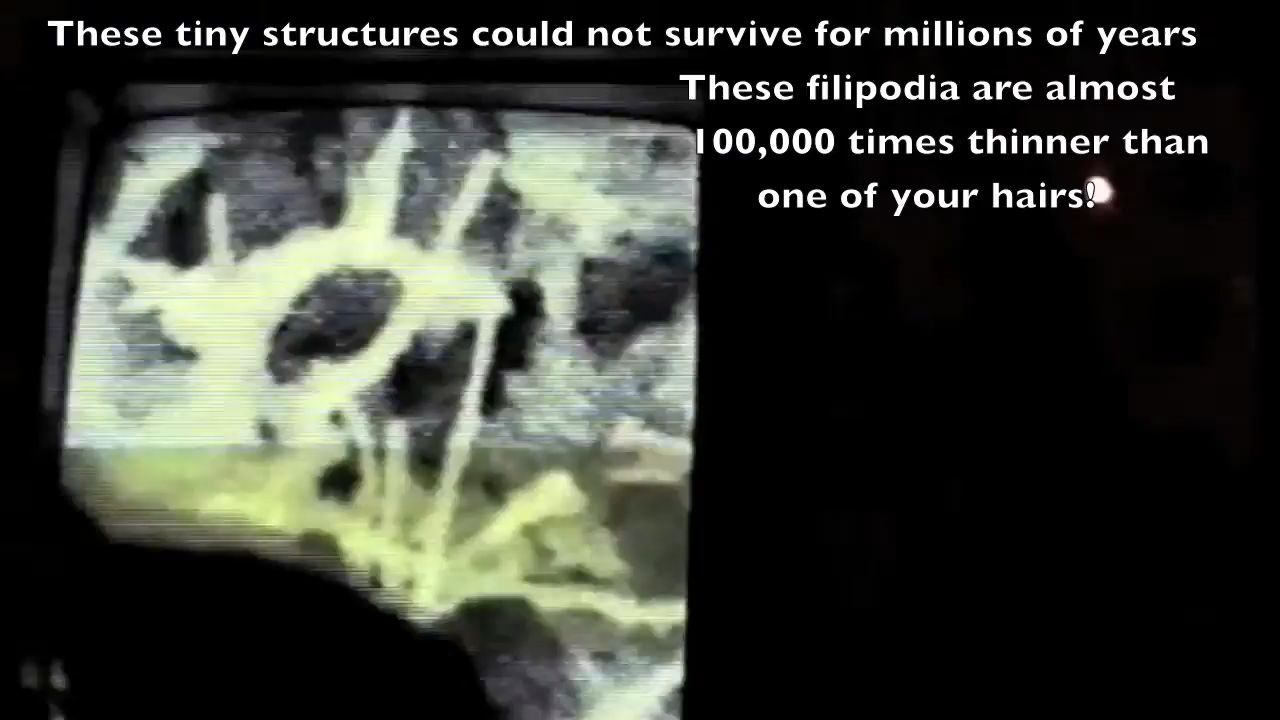 These tiny structures could not survive for millions of years
These filipodia are almost
100,000 times thinner than
one of your hairs!